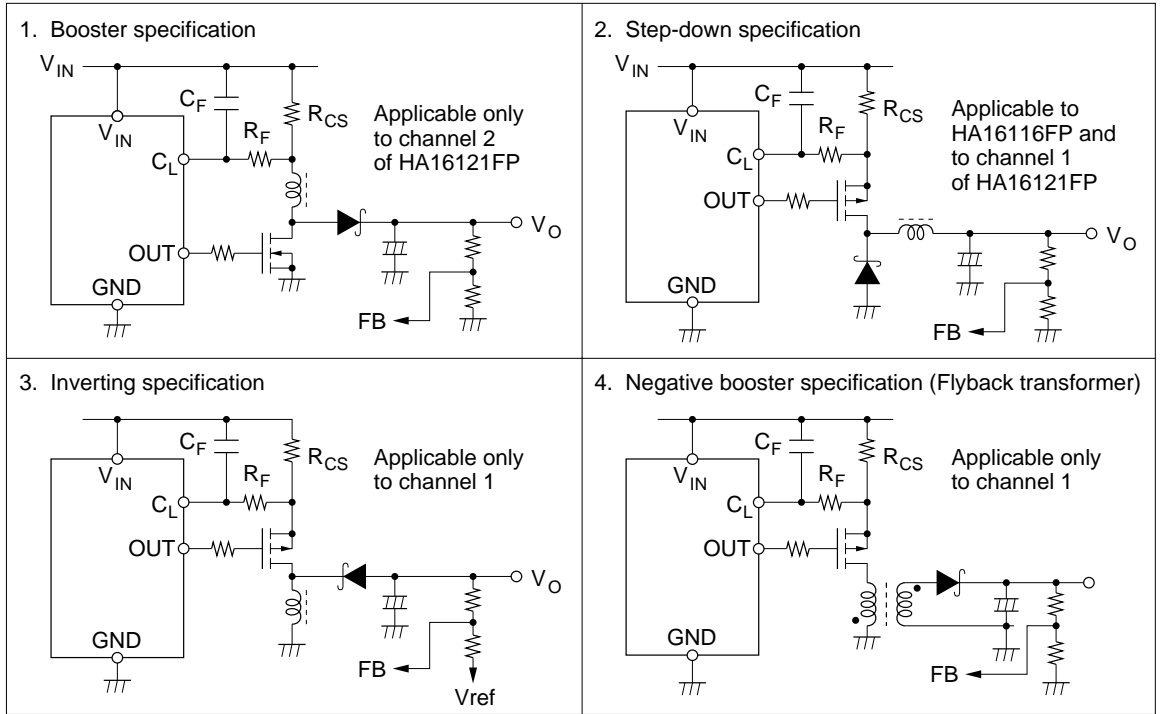 1. Booster specification
V_IN
C_F
R_CS
V_IN
R_F
C_L
Applicable only
to channel 2
of HA16121FP
V_O
OUT
GND
FB
2. Step-down specification
V_IN
C_F
R_CS
V_IN
R_F
C_L
Applicable to
HA16116FP and
to channel 1
of HA16121FP
OUT
V_O
GND
FB
3. Inverting specification
C_F
R_CS
V_IN
R_F
C_L
Applicable only
to channel 1
OUT
V_O
GND
FB
Vref
4. Negative booster specification (Flyback transformer)
C_F
R_CS
V_IN
R_F
C_L
Applicable only
to channel 1
OUT
GND
FB